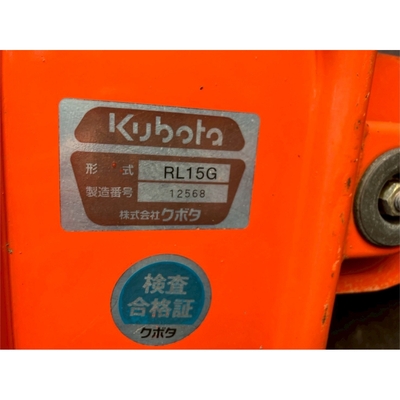 Kubota
形式 RL15G
製造番号 12568
株式会社クボタ
検査
合格証
クボタ